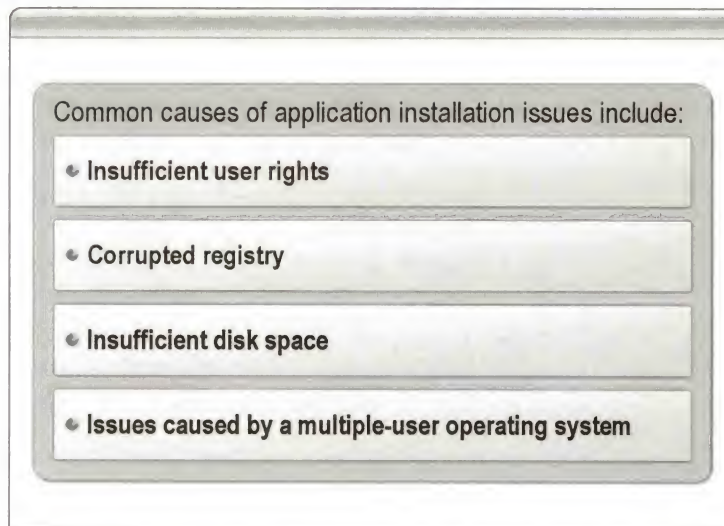 Common causes of application installation issues include:
Insufficient user rights
Corrupted registry
Insufficient disk space
Issues caused by a multiple-user operating system